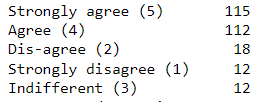 Strongly agree (5) 115
Agree (4) 112
Dis-agree (2) 18
Strongly disagree (1) 12
Indifferent (3) 12